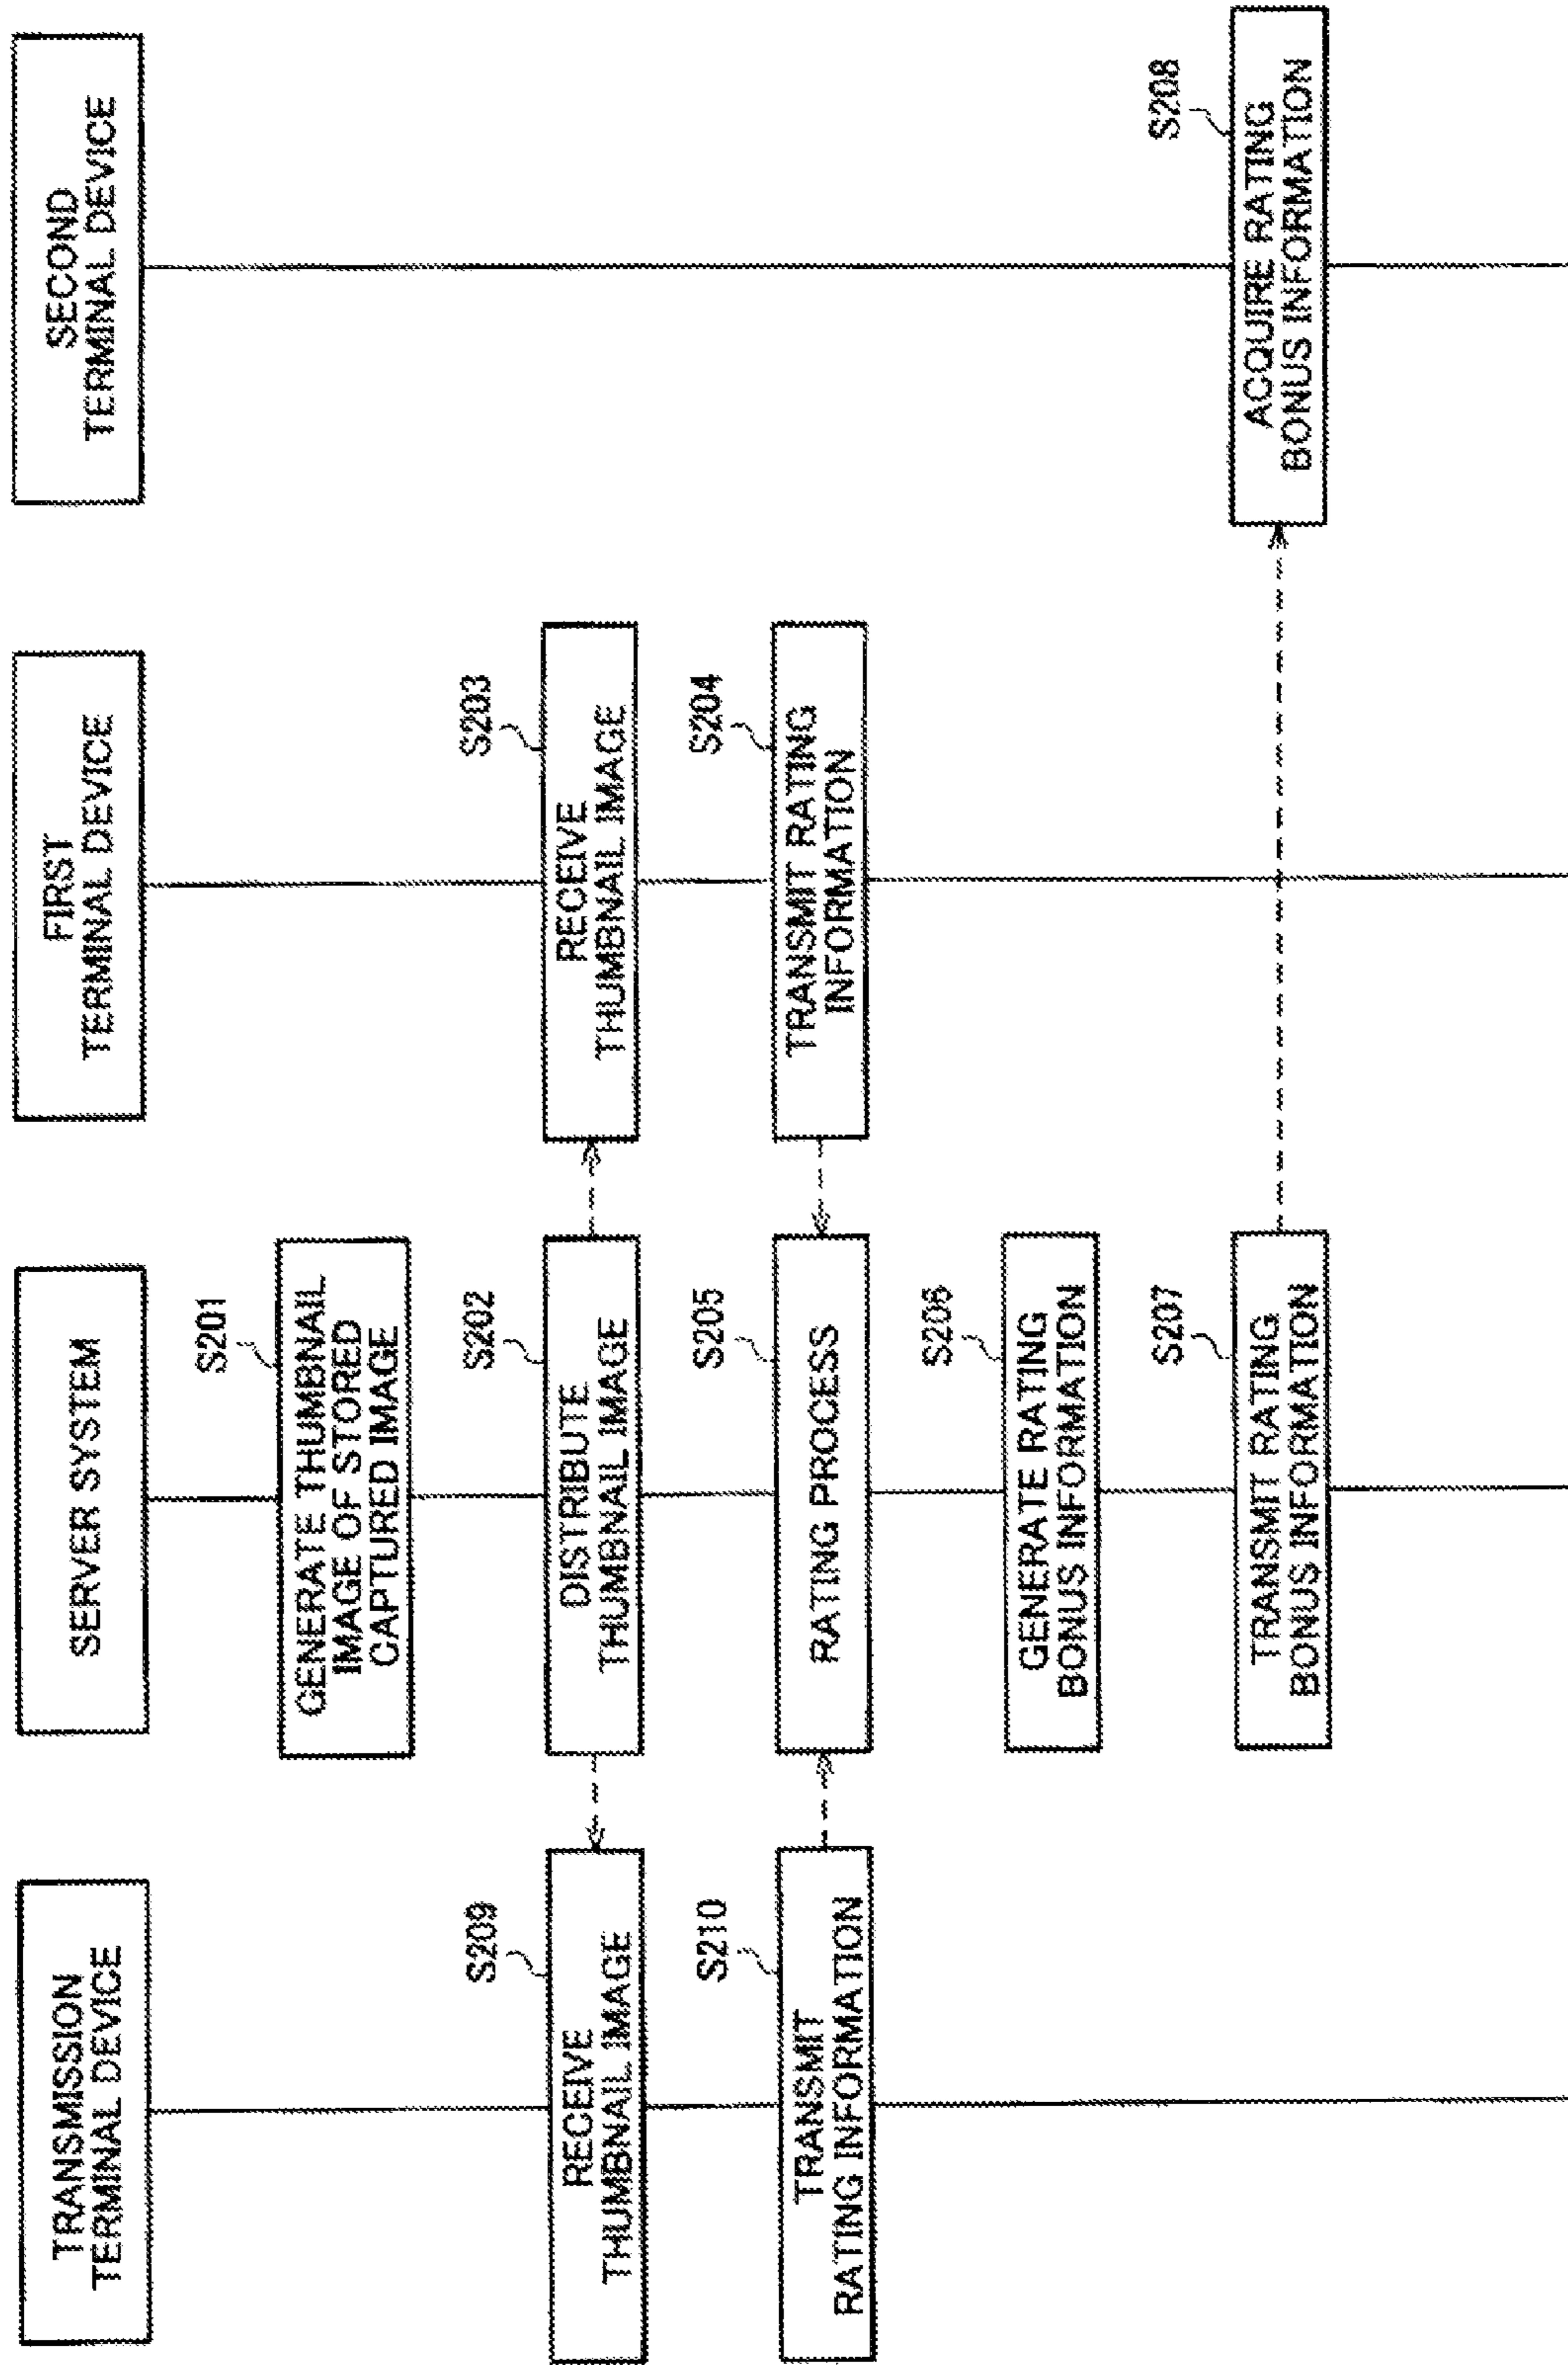 TRANSMISSION
TERMINAL DEVICE
SERVER SYSTEM
FIRST
TERMINAL DEVICE
SECOND
TERMINAL DEVICE
S201
GENERATE THUMBNAIL
IMAGE OF STORED
CAPTURED IMAGE
S209
RECEIVE
THUMBNAIL IMAGE
S202
DISTRIBUTE
THUMBNAIL IMAGE
S203
RECEIVE
THUMBNAIL IMAGE
S210
TRANSMIT
RATING INFORMATION
S205
RATING PROCESS
S204
TRANSMIT RATING
INFORMATION
S206
GENERATE RATING
BONUS INFORMATION
S207
TRANSMIT RATING
BONUS INFORMATION
S208
ACQUIRE RATING
BONUS INFORMATION